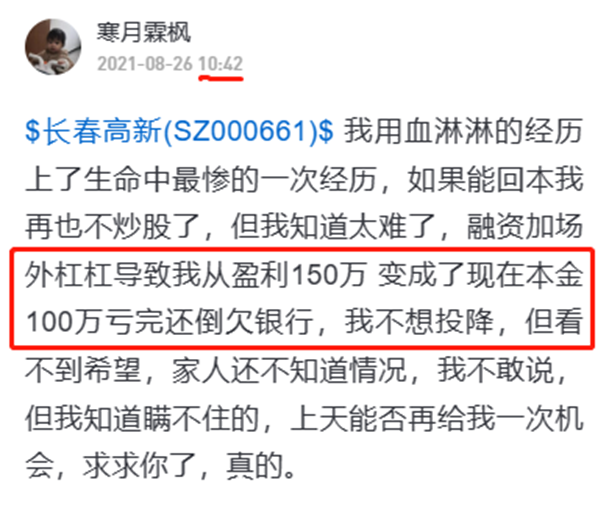 寒月霖枫
2021-08-26 10:42
$长春高新(SZ000661)$ 我用血淋淋的经历
上了生命中最惨的一次经历，如果能回本我
再也不炒股了，但我知道太难了，融资加场
外杠杠导致我从盈利150万 变成了现在本金
100万亏完还倒欠银行，我不想投降，但看
不到希望，家人还不知道情况，我不敢说，
但我知道瞒不住的，上天能否再给我一次机
会，求求你了，真的。